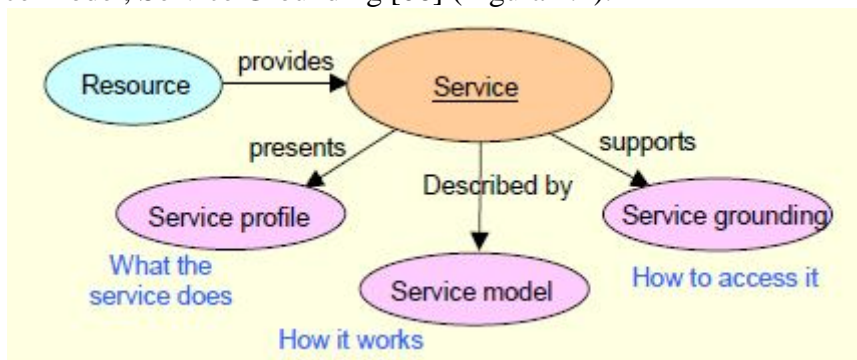 provides
Resource
Service
presents
supports
Described by
Service profile
Service grounding
What the
service does
How to access it
Service model
How it works